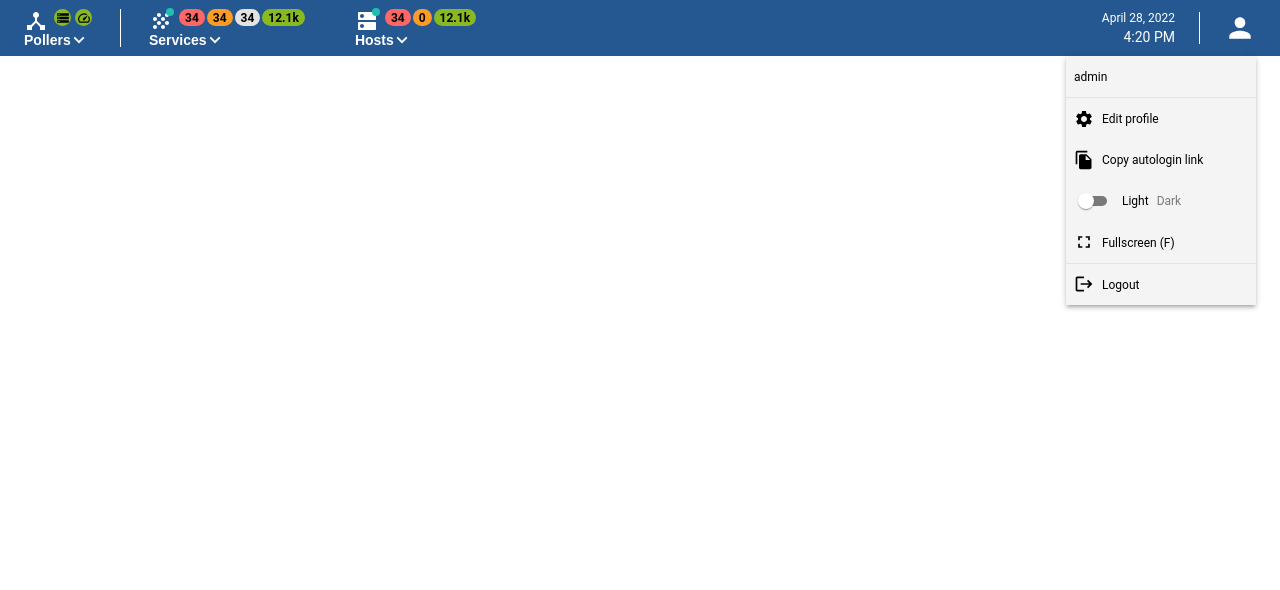 34 34 34 12.1k
34 0 12.1k
Pollers
Services
Hosts
April 28, 2022
4:20 PM
admin
Edit profile
Copy autologin link
Light Dark
Fullscreen (F)
Logout